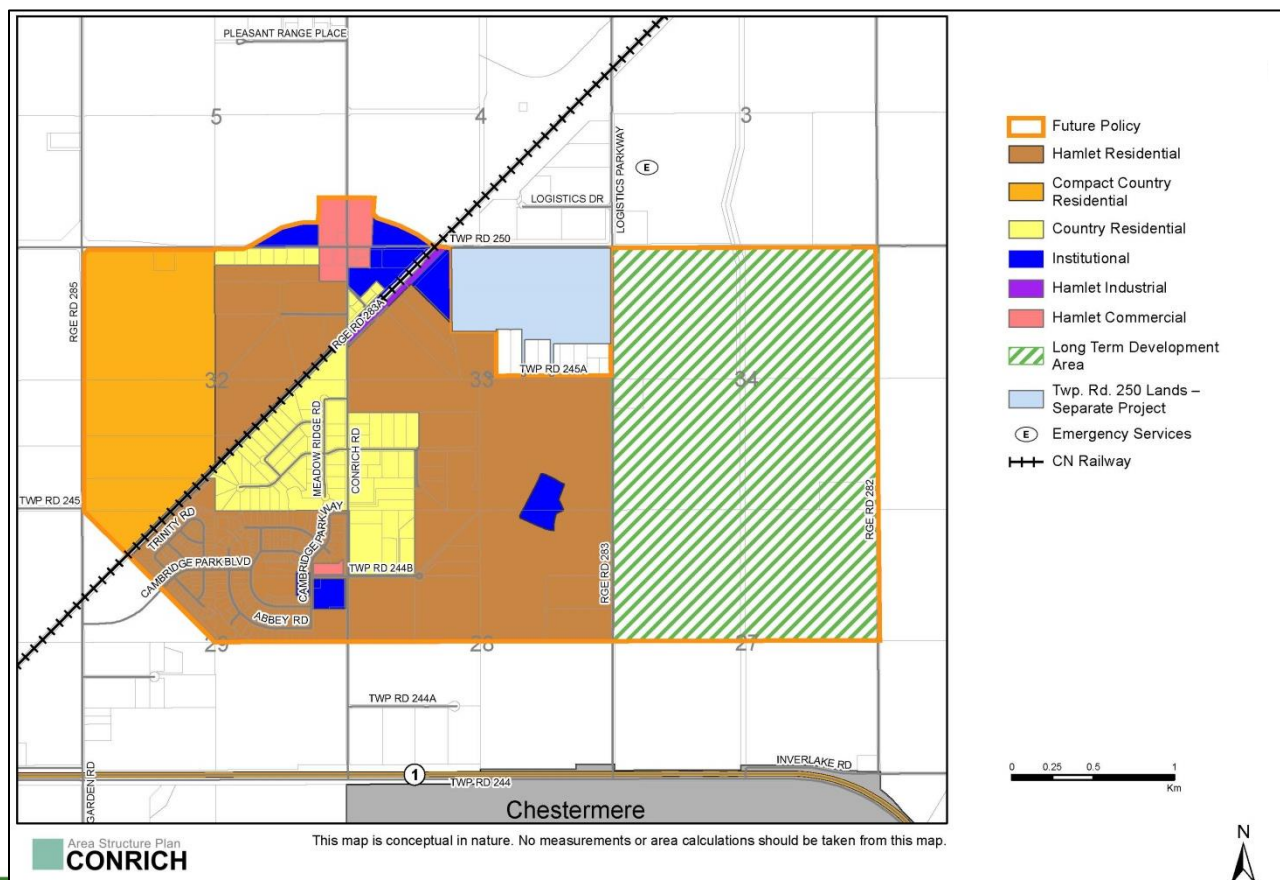 PLEASANT RANGE PLACE
5
4
3
LOGISTICS PARKWAY
E
LOGISTICS DR
TWP RD 250
RGE RD 285
RGE RD 283A
TWP RD 245A
32
33
34
MEADOW RIDGE RD
CONRICH RD
TWP RD 245
TRINITY RD
CAMBRIDGE PARK WAY
RGE RD 282
CAMBRIDGE PARK BLVD
TWP RD 244B
RGE RD 283
ABBEY RD
29
28
27
TWP RD 244A
GARDEN RD
1
TWP RD 244
INVERLAKE RD
Chestermere
Future Policy
Hamlet Residential
Compact Country
Residential
Country Residential
Institutional
Hamlet Industrial
Hamlet Commercial
Long Term Development
Area
Twp. Rd. 250 Lands –
Separate Project
E Emergency Services
CN Railway
0 0.25 0.5 1
Km
Area Structure Plan
CONRICH
This map is conceptual in nature. No measurements or area calculations should be taken from this map.
N